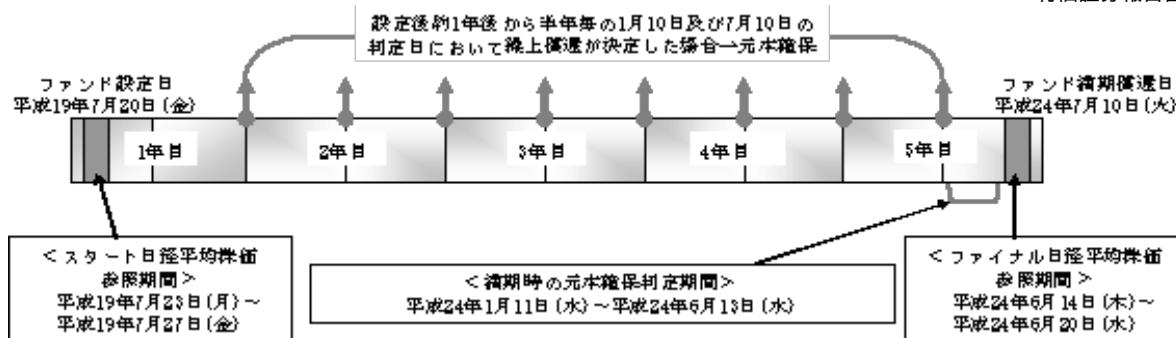 設定後約1年後から半年毎の1月10日及び7月10日の
判定日において繰上償還が決定した場合→元本確保
ファンド設定日
平成19年7月20日(金)
ファンド満期償還日
平成24年7月10日(火)
1年目
2年目
3年目
4年目
5年目
<スタート日経平均株価
参照期間>
平成19年7月23日(月)~
平成19年7月27日(金)
<満期時の元本確保判定期間>
平成24年1月11日(水)~平成24年6月13日(水)
<ファイナル日経平均株価
参照期間>
平成24年6月14日(木)~
平成24年6月20日(水)